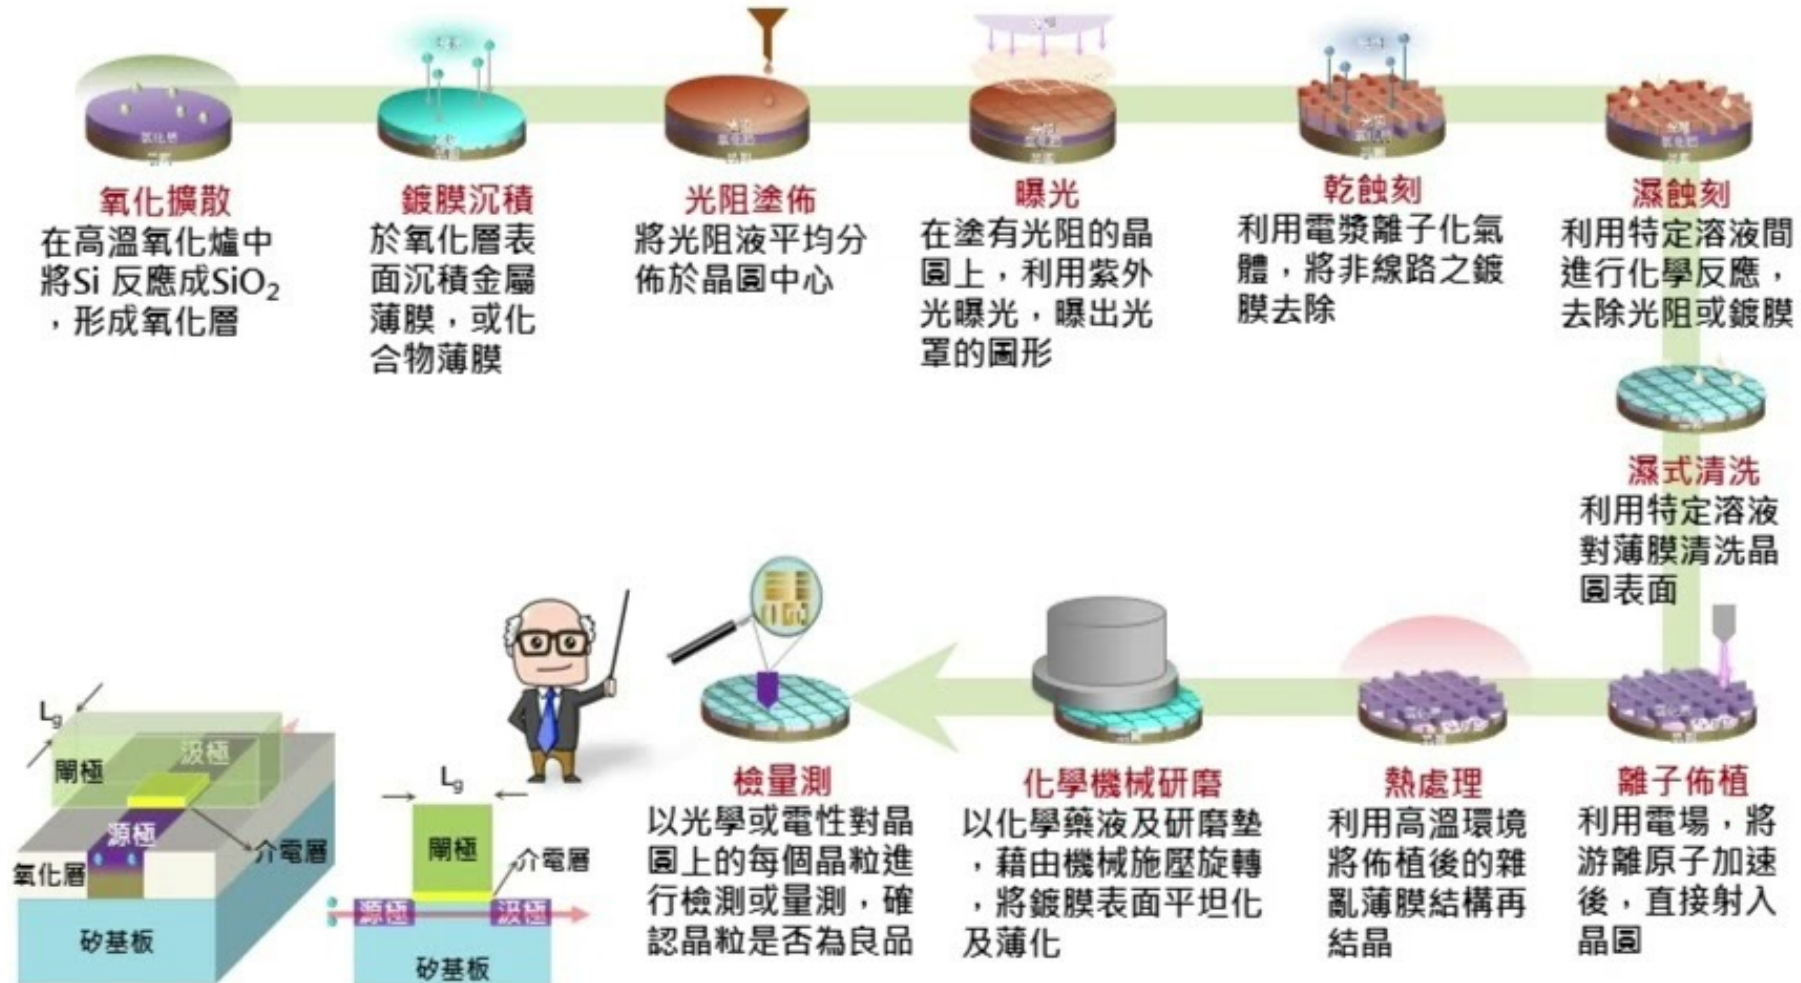 氧化擴散
在高溫氧化爐中
將Si 反應成SiO₂
，形成氧化層
鍍膜沉積
於氧化層表
面沉積金屬
薄膜，或化
合物薄膜
光阻塗佈
將光阻液平均分
佈於晶圓中心
曝光
在塗有光阻的晶
圓上，利用紫外
光曝光，曝出光
罩的圖形
乾蝕刻
利用電漿離子化氣
體，將非線路之鍍
膜去除
濕蝕刻
利用特定溶液間
進行化學反應，
去除光阻或鍍膜
濕式清洗
利用特定溶液
對薄膜清洗晶
圓表面
離子佈植
利用電場，將
游離原子加速
後，直接射入
晶圓
熱處理
利用高溫環境
將佈植後的雜
亂薄膜結構再
結晶
化學機械研磨
以化學藥液及研磨墊
，藉由機械施壓旋轉
，將鍍膜表面平坦化
及薄化
檢量測
以光學或電性對晶
圓上的每個晶粒進
行檢測或量測，確
認晶粒是否為良品
Lg
汲極
閘極
源極
介電層
氧化層
矽基板
Lg
閘極
介電層
源極
汲極
矽基板